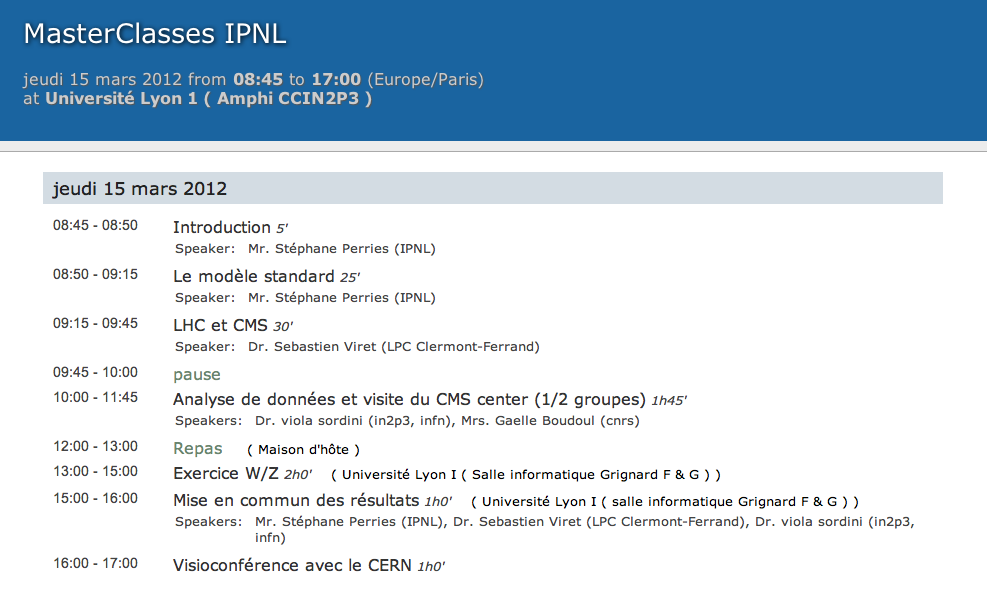 MasterClasses IPNL
jeudi 15 mars 2012 from 08:45 to 17:00 (Europe/Paris)
at Université Lyon 1 ( Amphi CCIN2P3 )
jeudi 15 mars 2012
08:45 - 08:50 Introduction 5'
Speaker: Mr. Stéphane Perries (IPNL)
08:50 - 09:15 Le modèle standard 25'
Speaker: Mr. Stéphane Perries (IPNL)
09:15 - 09:45 LHC et CMS 30'
Speaker: Dr. Sebastien Viret (LPC Clermont-Ferrand)
09:45 - 10:00 pause
10:00 - 11:45 Analyse de données et visite du CMS center (1/2 groupes) 1h45'
Speakers: Dr. viola sordini (in2p3, infn), Mrs. Gaelle Boudoul (cnrs)
12:00 - 13:00 Repas ( Maison d'hôte )
13:00 - 15:00 Exercice W/Z 2h0' ( Université Lyon I ( Salle informatique Grignard F & G ) )
15:00 - 16:00 Mise en commun des résultats 1h0' ( Université Lyon I ( salle informatique Grignard F & G ) )
Speakers: Mr. Stéphane Perries (IPNL), Dr. Sebastien Viret (LPC Clermont-Ferrand), Dr. viola sordini (in2p3,
infn)
16:00 - 17:00 Visioconférence avec le CERN 1h0'